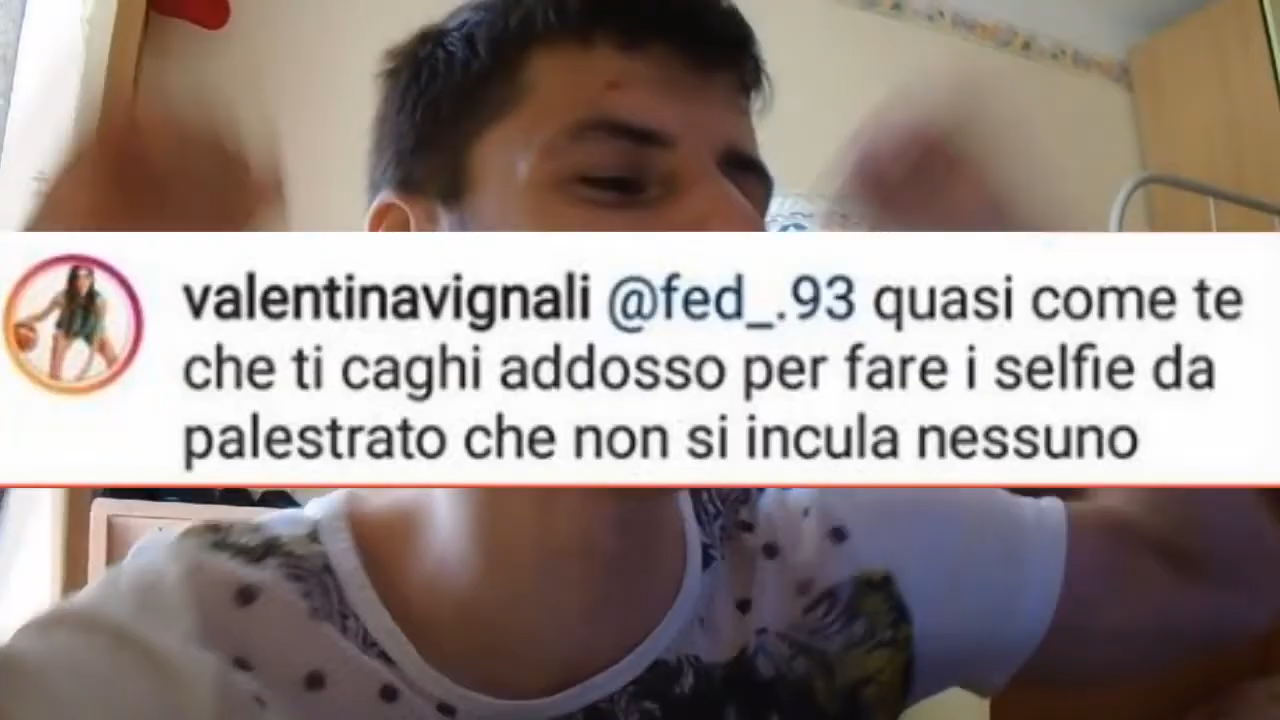 valentinavignali @fed_.93 quasi come te
che ti caghi addosso per fare i selfie da
palestrato che non si incula nessuno